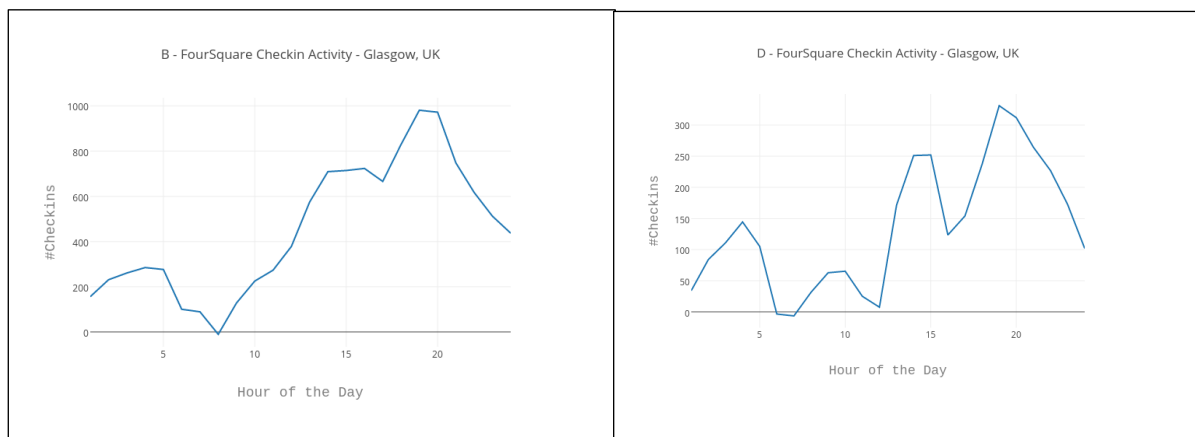 B - FourSquare Checkin Activity - Glasgow, UK
1000
800
600
400
200
0
#Checkins
5 10 15 20
Hour of the Day
D - FourSquare Checkin Activity - Glasgow, UK
300
250
200
150
100
50
0
#Checkins
5 10 15 20
Hour of the Day